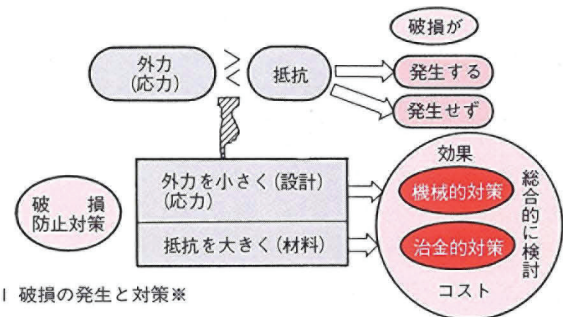 破損が
外力
(応力)
>
<
抵抗
発生する
発生せず
効果
外力を小さく(設計)
(応力)
機械的対策
総合的に検討
破 損
防止対策
抵抗を大きく(材料)
治金的対策
コスト
破損の発生と対策※